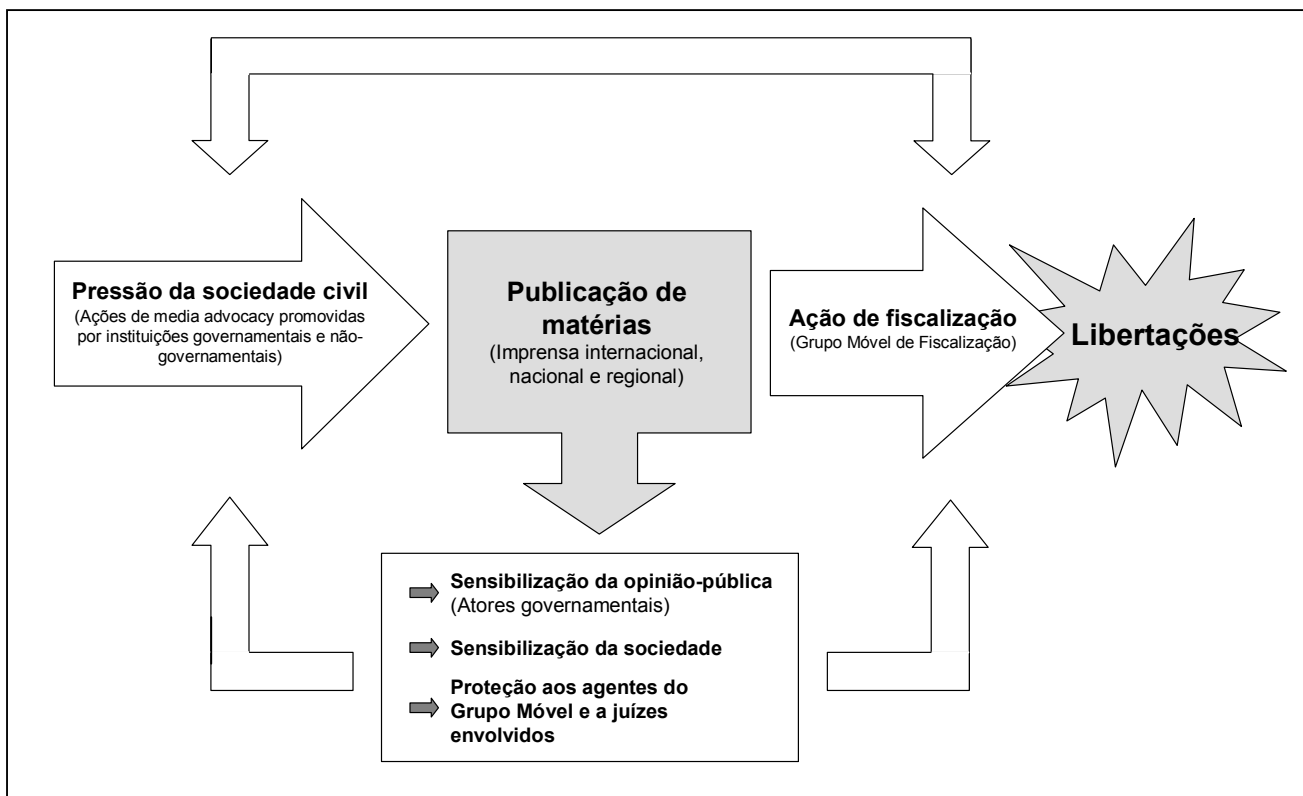 Pressão da sociedade civil
(Ações de media advocacy promovidas
por instituições governamentais e não-
governamentais)
Publicação de
matérias
(Imprensa internacional,
nacional e regional)
Ação de fiscalização
(Grupo Móvel de Fiscalização)
Libertações
Sensibilização da opinião-pública
(Atores governamentais)
Sensibilização da sociedade
Proteção aos agentes do
Grupo Móvel e a juízes
envolvidos